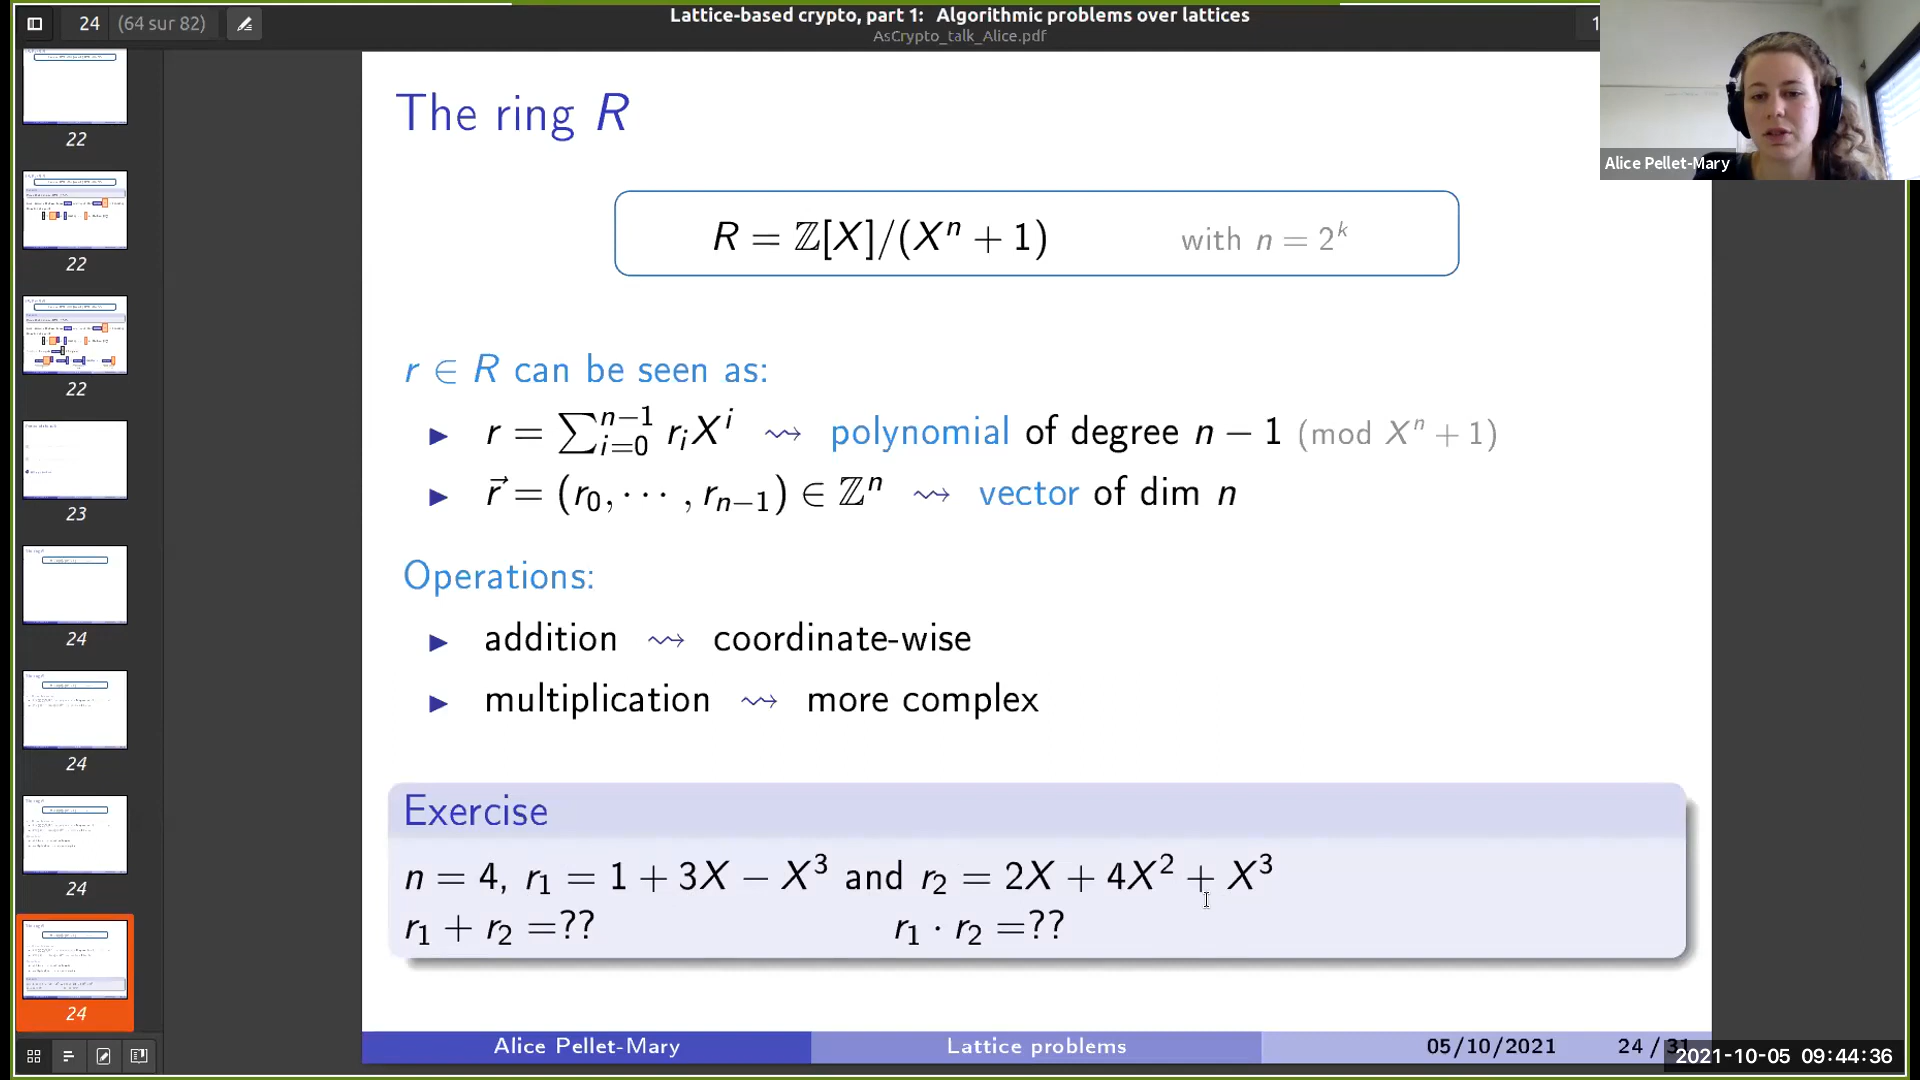 24 (64 sur 82)
Lattice-based crypto, part 1: Algorithmic problems over lattices
AsCrypto_talk_Alice.pdf
Alice Pellet-Mary
22
22
22
23
24
24
24
24
The ring R
R = ℤ[X]/(Xⁿ + 1) with n = 2ᵏ
r ∈ R can be seen as:
▶ r = ∑ᵢ₌₀ⁿ⁻¹ rᵢXⁱ ⇝ polynomial of degree n − 1 (mod Xⁿ + 1)
▶ r⃗ = (r₀, ⋯ , rₙ₋₁) ∈ ℤⁿ ⇝ vector of dim n
Operations:
▶ addition ⇝ coordinate-wise
▶ multiplication ⇝ more complex
Exercise
n = 4, r₁ = 1 + 3X − X³ and r₂ = 2X + 4X² + X³
r₁ + r₂ =?? r₁ · r₂ =??
Alice Pellet-Mary Lattice problems 05/10/2021 24 / 31
2021-10-05 09:44:36